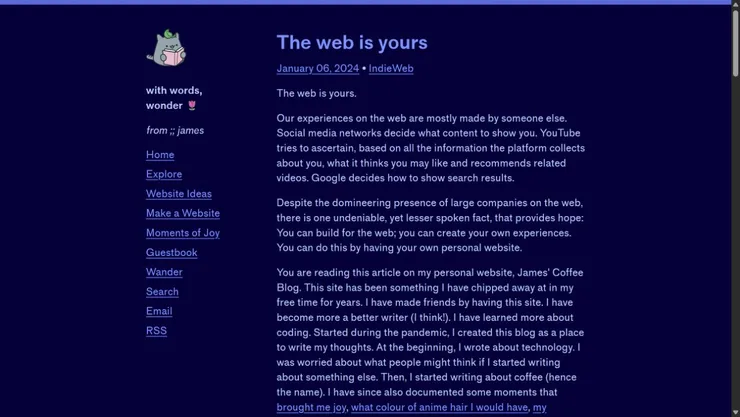 with words,
wonder 🌷
from ;; james
Home
Explore
Website Ideas
Make a Website
Moments of Joy
Guestbook
Wander
Search
Email
RSS
The web is yours
January 06, 2024 • IndieWeb
The web is yours.
Our experiences on the web are mostly made by someone else.
Social media networks decide what content to show you. YouTube
tries to ascertain, based on all the information the platform collects
about you, what it thinks you may like and recommends related
videos. Google decides how to show search results.
Despite the domineering presence of large companies on the web,
there is one undeniable, yet lesser spoken fact, that provides hope:
You can build for the web; you can create your own experiences.
You can do this by having your own personal website.
You are reading this article on my personal website, James' Coffee
Blog. This site has been something I have chipped away at in my
free time for years. I have made friends by having this site. I have
become more a better writer (I think!). I have learned more about
coding. Started during the pandemic, I created this blog as a place
to write my thoughts. At the beginning, I wrote about technology. I
was worried about what people might think if I started writing
about something else. Then, I started writing about coffee (hence
the name). I have since also documented some moments that
brought me joy, what colour of anime hair I would have, my